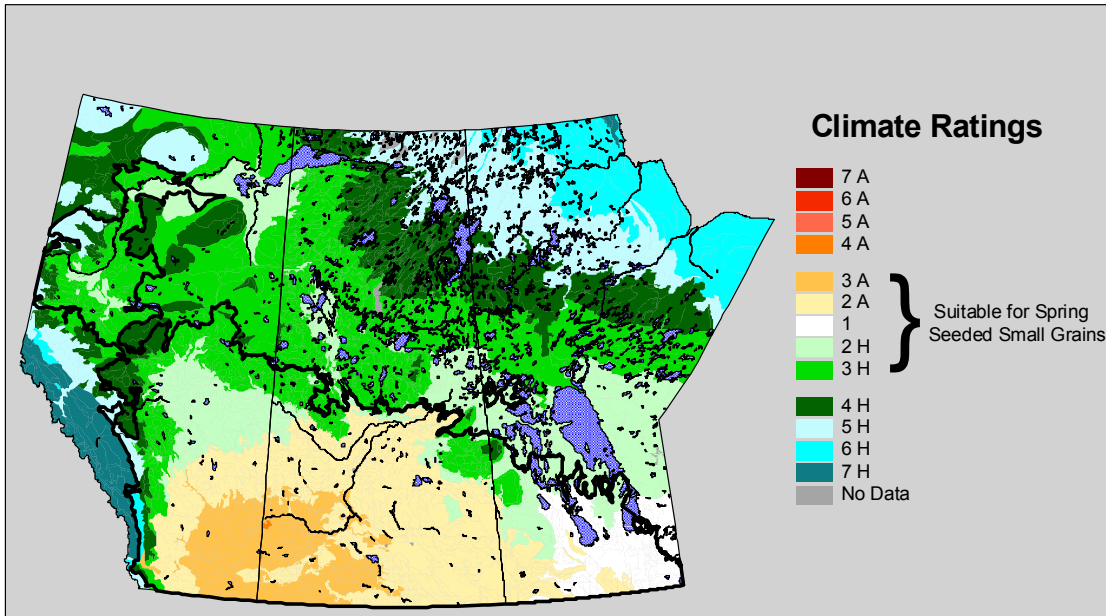 Climate Ratings
7 A
6 A
5 A
4 A
3 A
2 A
1
2 H
3 H
Suitable for Spring
Seeded Small Grains
4 H
5 H
6 H
7 H
No Data